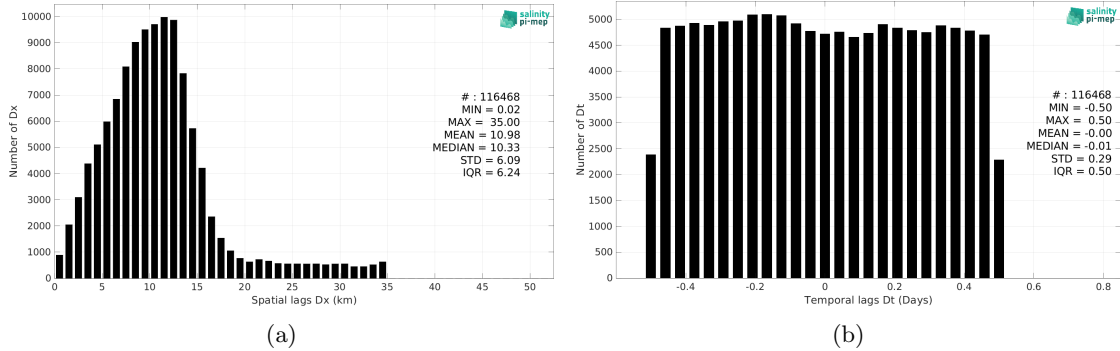 10000
9000
8000
7000
6000
5000
4000
3000
2000
1000
0
Number of Dx
salinity
pi-mep
# : 116468
MIN = 0.02
MAX = 35.00
MEAN = 10.98
MEDIAN = 10.33
STD = 6.09
IQR = 6.24
0 5 10 15 20 25 30 35 40 45 50
Spatial lags Dx (km)
(a)
5000
4500
4000
3500
3000
2500
2000
1500
1000
500
0
Number of Dt
salinity
pi-mep
# : 116468
MIN = -0.50
MAX = 0.50
MEAN = -0.00
MEDIAN = -0.01
STD = 0.29
IQR = 0.50
-0.4 -0.2 0 0.2 0.4 0.6 0.8
Temporal lags Dt (Days)
(b)